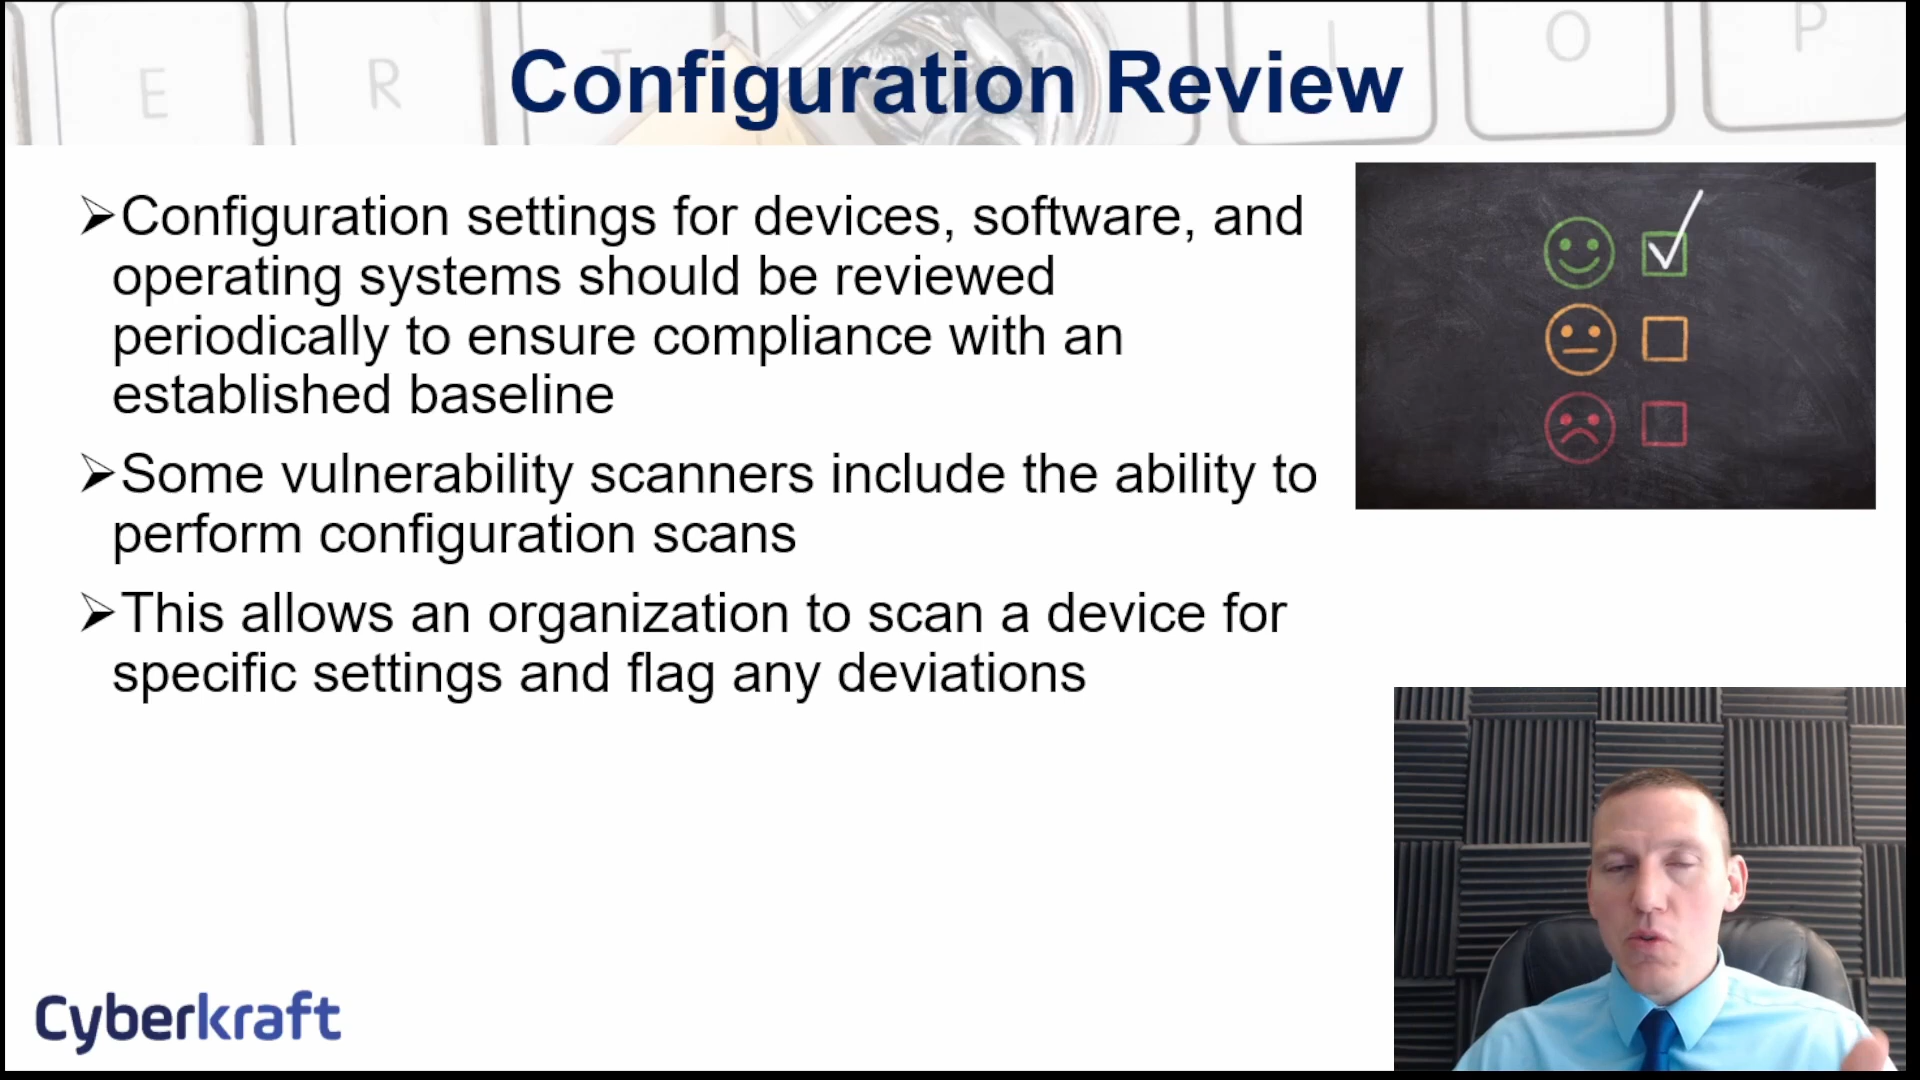 E R T I O P
Configuration Review
➢Configuration settings for devices, software, and
operating systems should be reviewed
periodically to ensure compliance with an
established baseline
➢Some vulnerability scanners include the ability to
perform configuration scans
➢This allows an organization to scan a device for
specific settings and flag any deviations
Cyberkraft